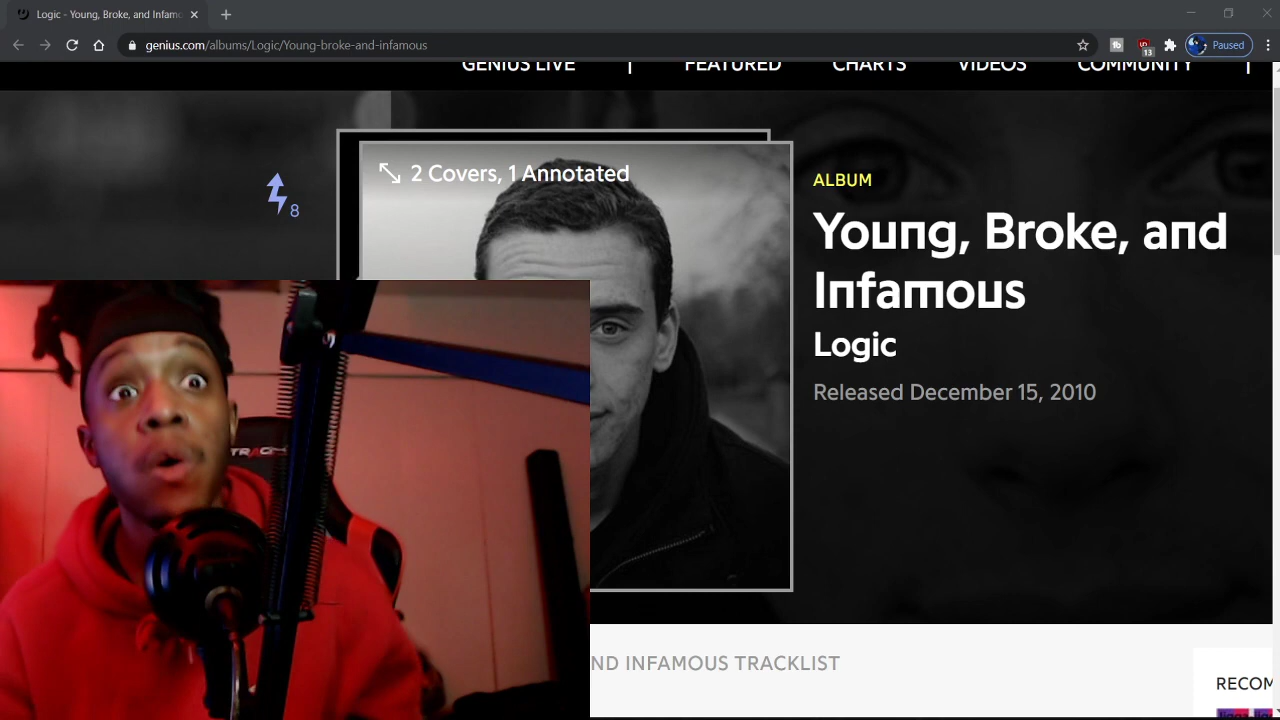 Logic - Young, Broke, and Infamo
genius.com/albums/Logic/Young-broke-and-infamous
13
Paused
GENIUS LIVE | FEATURED CHARTS VIDEOS COMMUNITY |
2 Covers, 1 Annotated
8
ALBUM
Young, Broke, and
Infamous
Logic
Released December 15, 2010
ND INFAMOUS TRACKLIST
RECOM